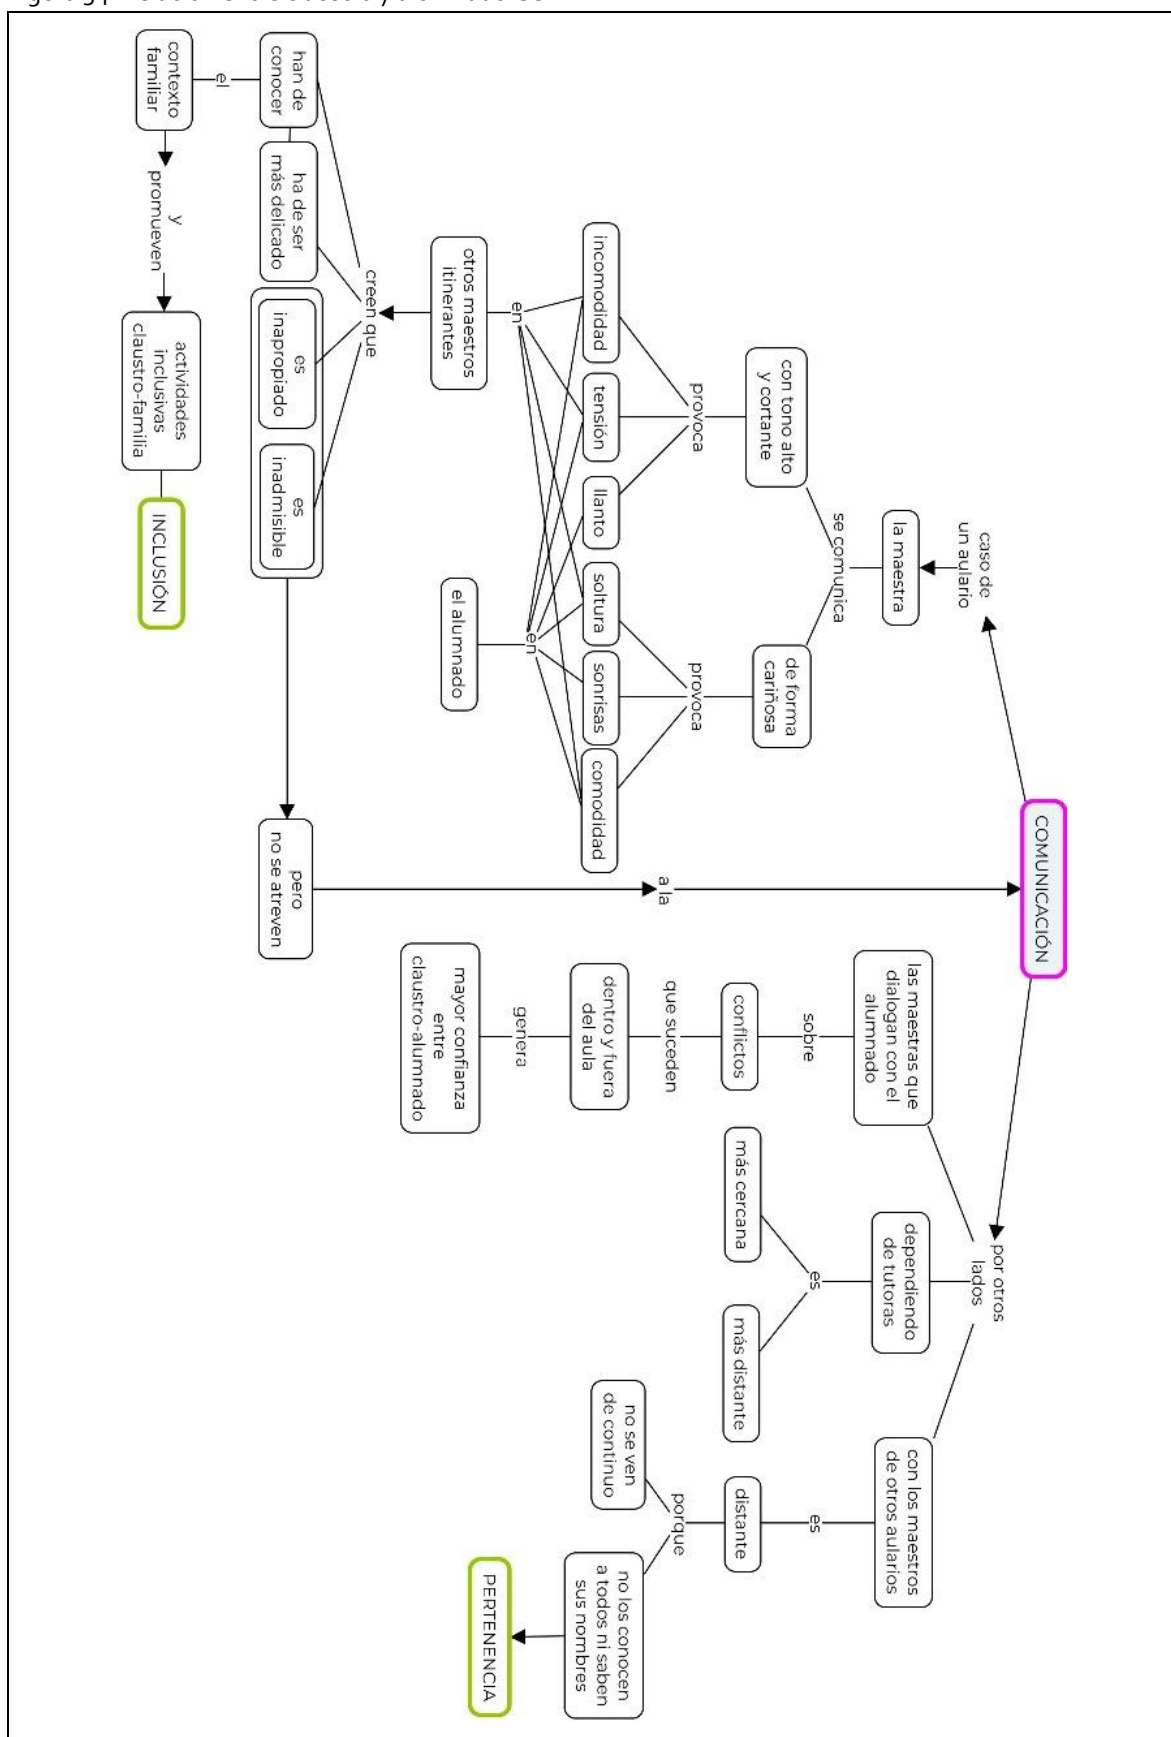 COMUNICACIÓN
caso de
un aulario
la maestra
se comunica
con tono alto
y cortante
de forma
cariñosa
provoca
provoca
incomodidad
tensión
llanto
soltura
sonrisas
comodidad
en
en
otros maestros
itinerantes
el alumnado
creen que
han de
conocer
ha de ser
más delicado
es
inapropiado
es
inadmisible
el
contexto
familiar
y
promueven
actividades
inclusivas
claustro-familia
INCLUSIÓN
pero
no se atreven
a la
por otros
lados
las maestras que
dialogan con el
alumnado
sobre
conflictos
que suceden
dentro y fuera
del aula
genera
mayor confianza
entre
claustro-alumnado
dependiendo
de tutoras
es
más cercana
más distante
con los maestros
de otros aularios
es
distante
porque
no se ven
de continuo
no los conocen
a todos ni saben
sus nombres
PERTENENCIA